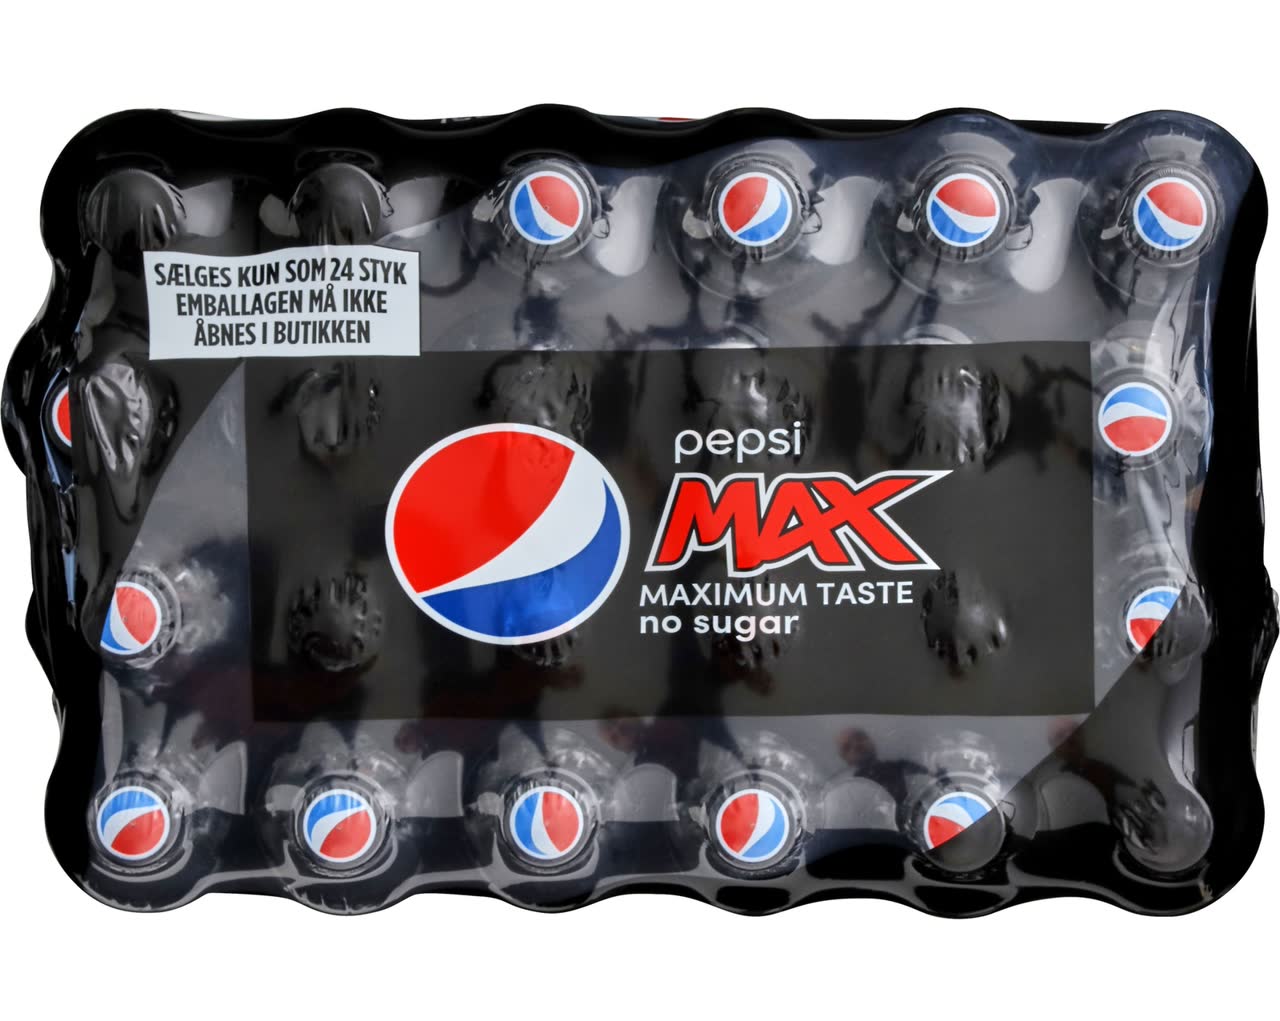 SÆLGES KUN SOM 24 STYK
EMBALLAGEN MÅ IKKE
ÅBNES I BUTIKKEN
pepsi
MAX
MAXIMUM TASTE
no sugar